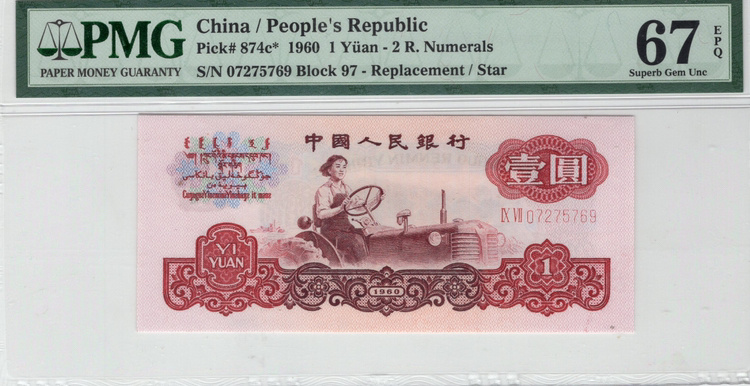 PMG
PAPER MONEY GUARANTY
China / People's Republic
Pick# 874c* 1960 1 Yüan - 2 R. Numerals
S/N 07275769 Block 97 - Replacement / Star
67 EPQ
Superb Gem Unc
中國人民銀行
壹圓
IX VII 07275769
YI
YUAN
1
1960